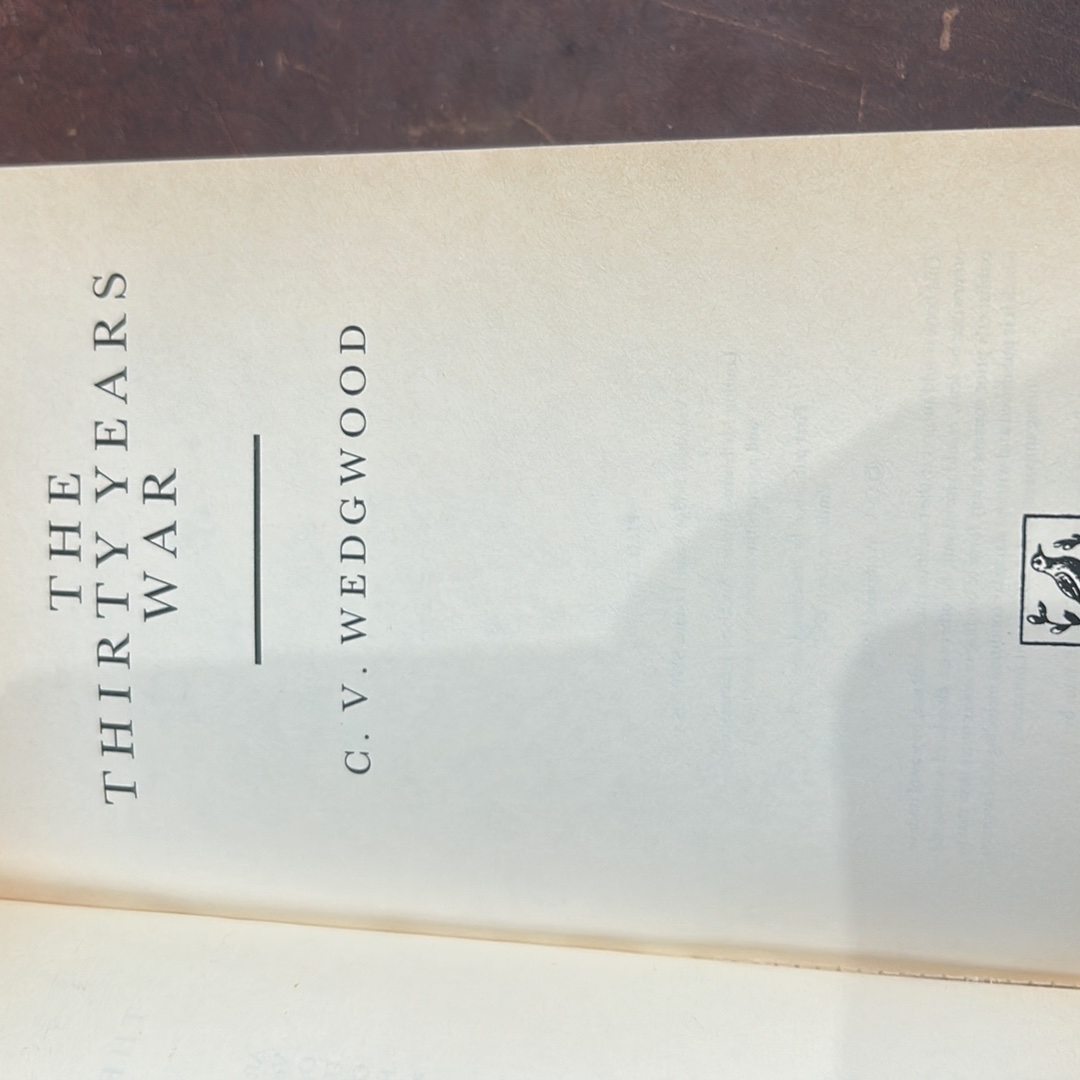 THE
THIRTY YEARS
WAR
C. V. WEDGWOOD